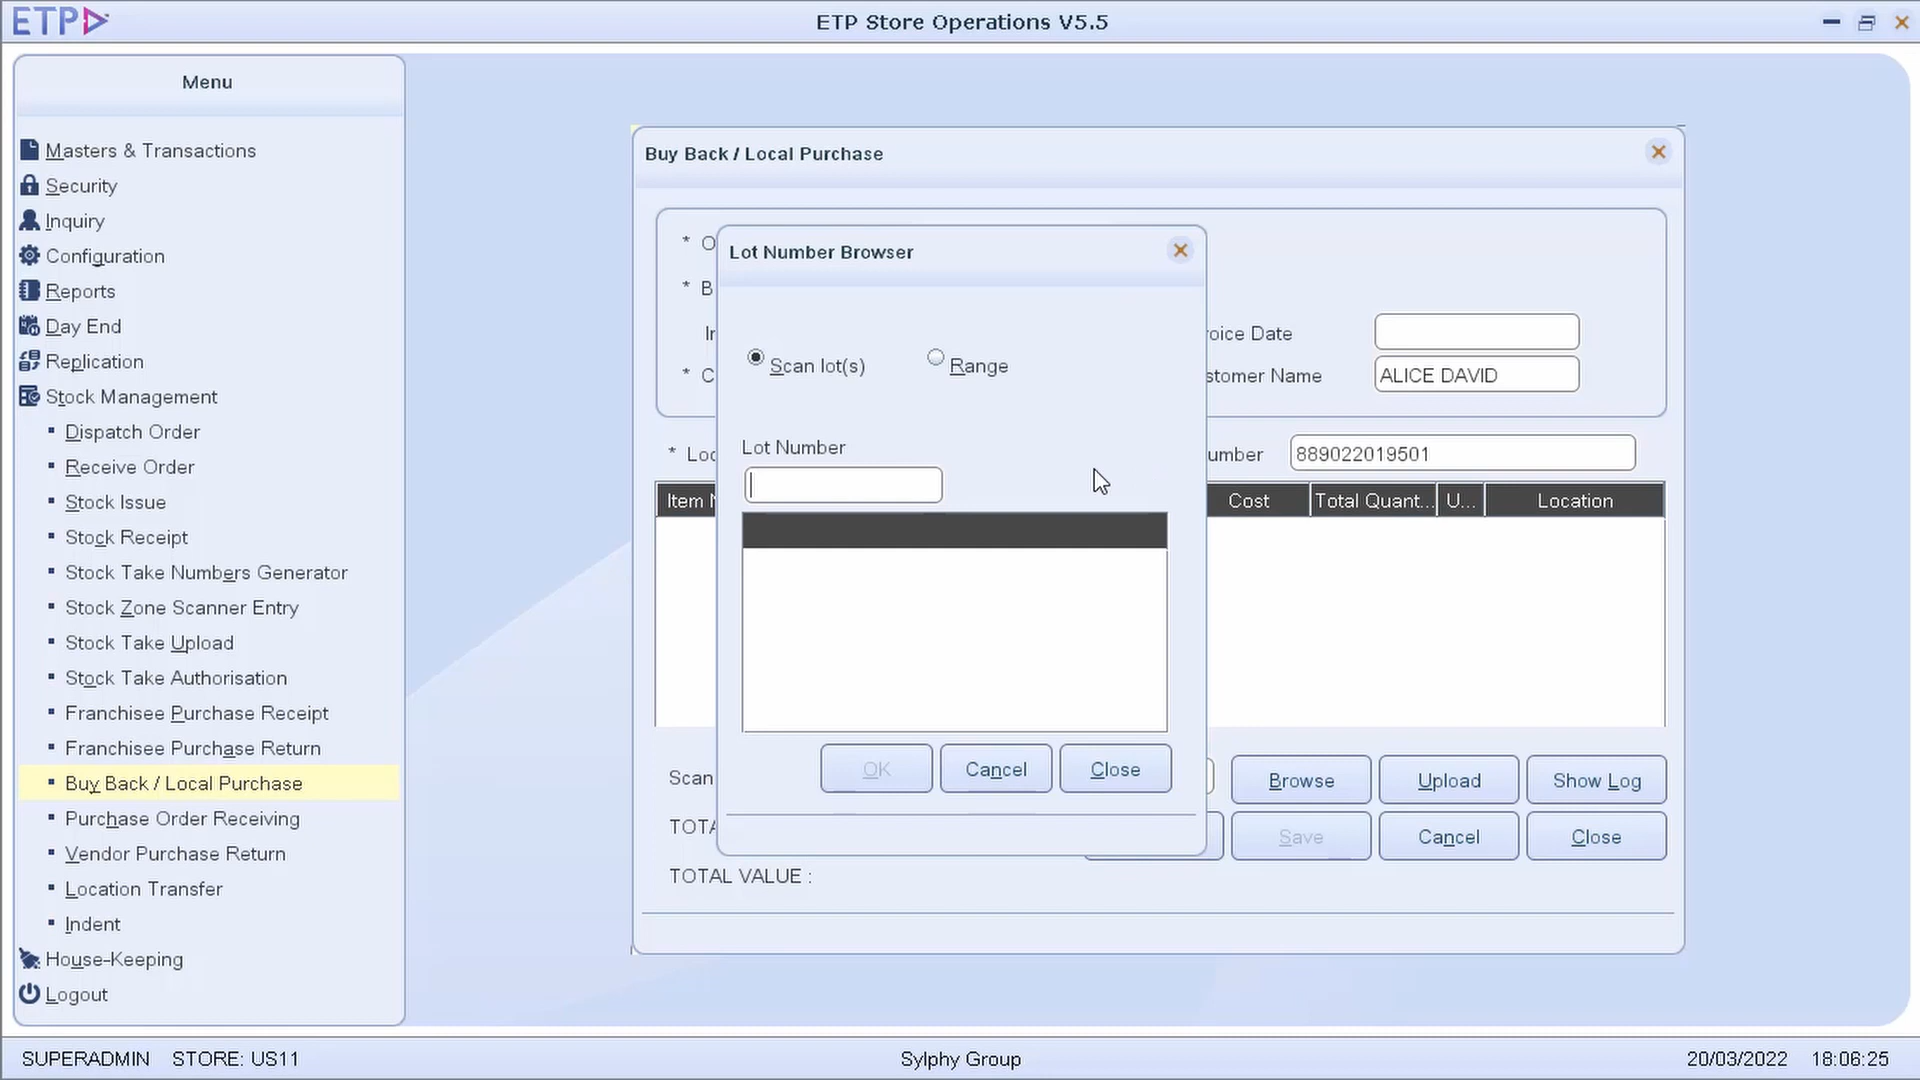 ETP
ETP Store Operations V5.5
Menu
Masters & Transactions
Security
Inquiry
Configuration
Reports
Day End
Replication
Stock Management
Dispatch Order
Receive Order
Stock Issue
Stock Receipt
Stock Take Numbers Generator
Stock Zone Scanner Entry
Stock Take Upload
Stock Take Authorisation
Franchisee Purchase Receipt
Franchisee Purchase Return
Buy Back / Local Purchase
Purchase Order Receiving
Vendor Purchase Return
Location Transfer
Indent
House-Keeping
Logout
Buy Back / Local Purchase
* O
* B
In
voice Date
* C
stomer Name ALICE DAVID
* Loc
umber 889022019501
Item N
Cost Total Quant... U... Location
Lot Number Browser
Scan lot(s) Range
Lot Number
OK Cancel Close
Scan
Browse Upload Show Log
TOTA
Save Cancel Close
TOTAL VALUE :
SUPERADMIN STORE: US11 Sylphy Group 20/03/2022 18:06:25